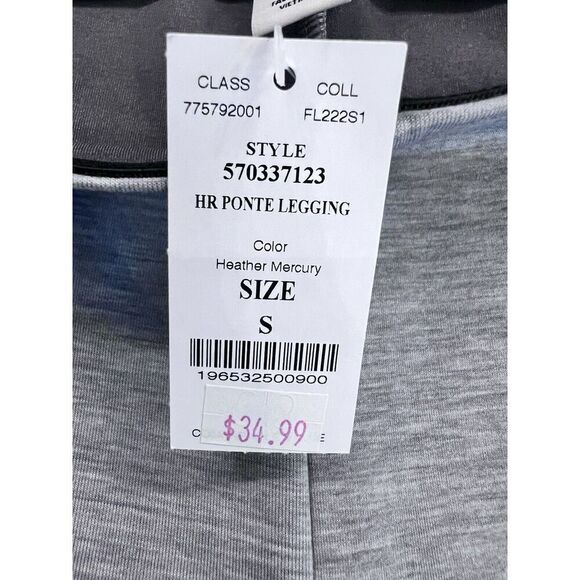 CLASS COLL
775792001 FL222S1
STYLE
570337123
HR PONTE LEGGING
Color
Heather Mercury
SIZE
S
196532500900
$34.99